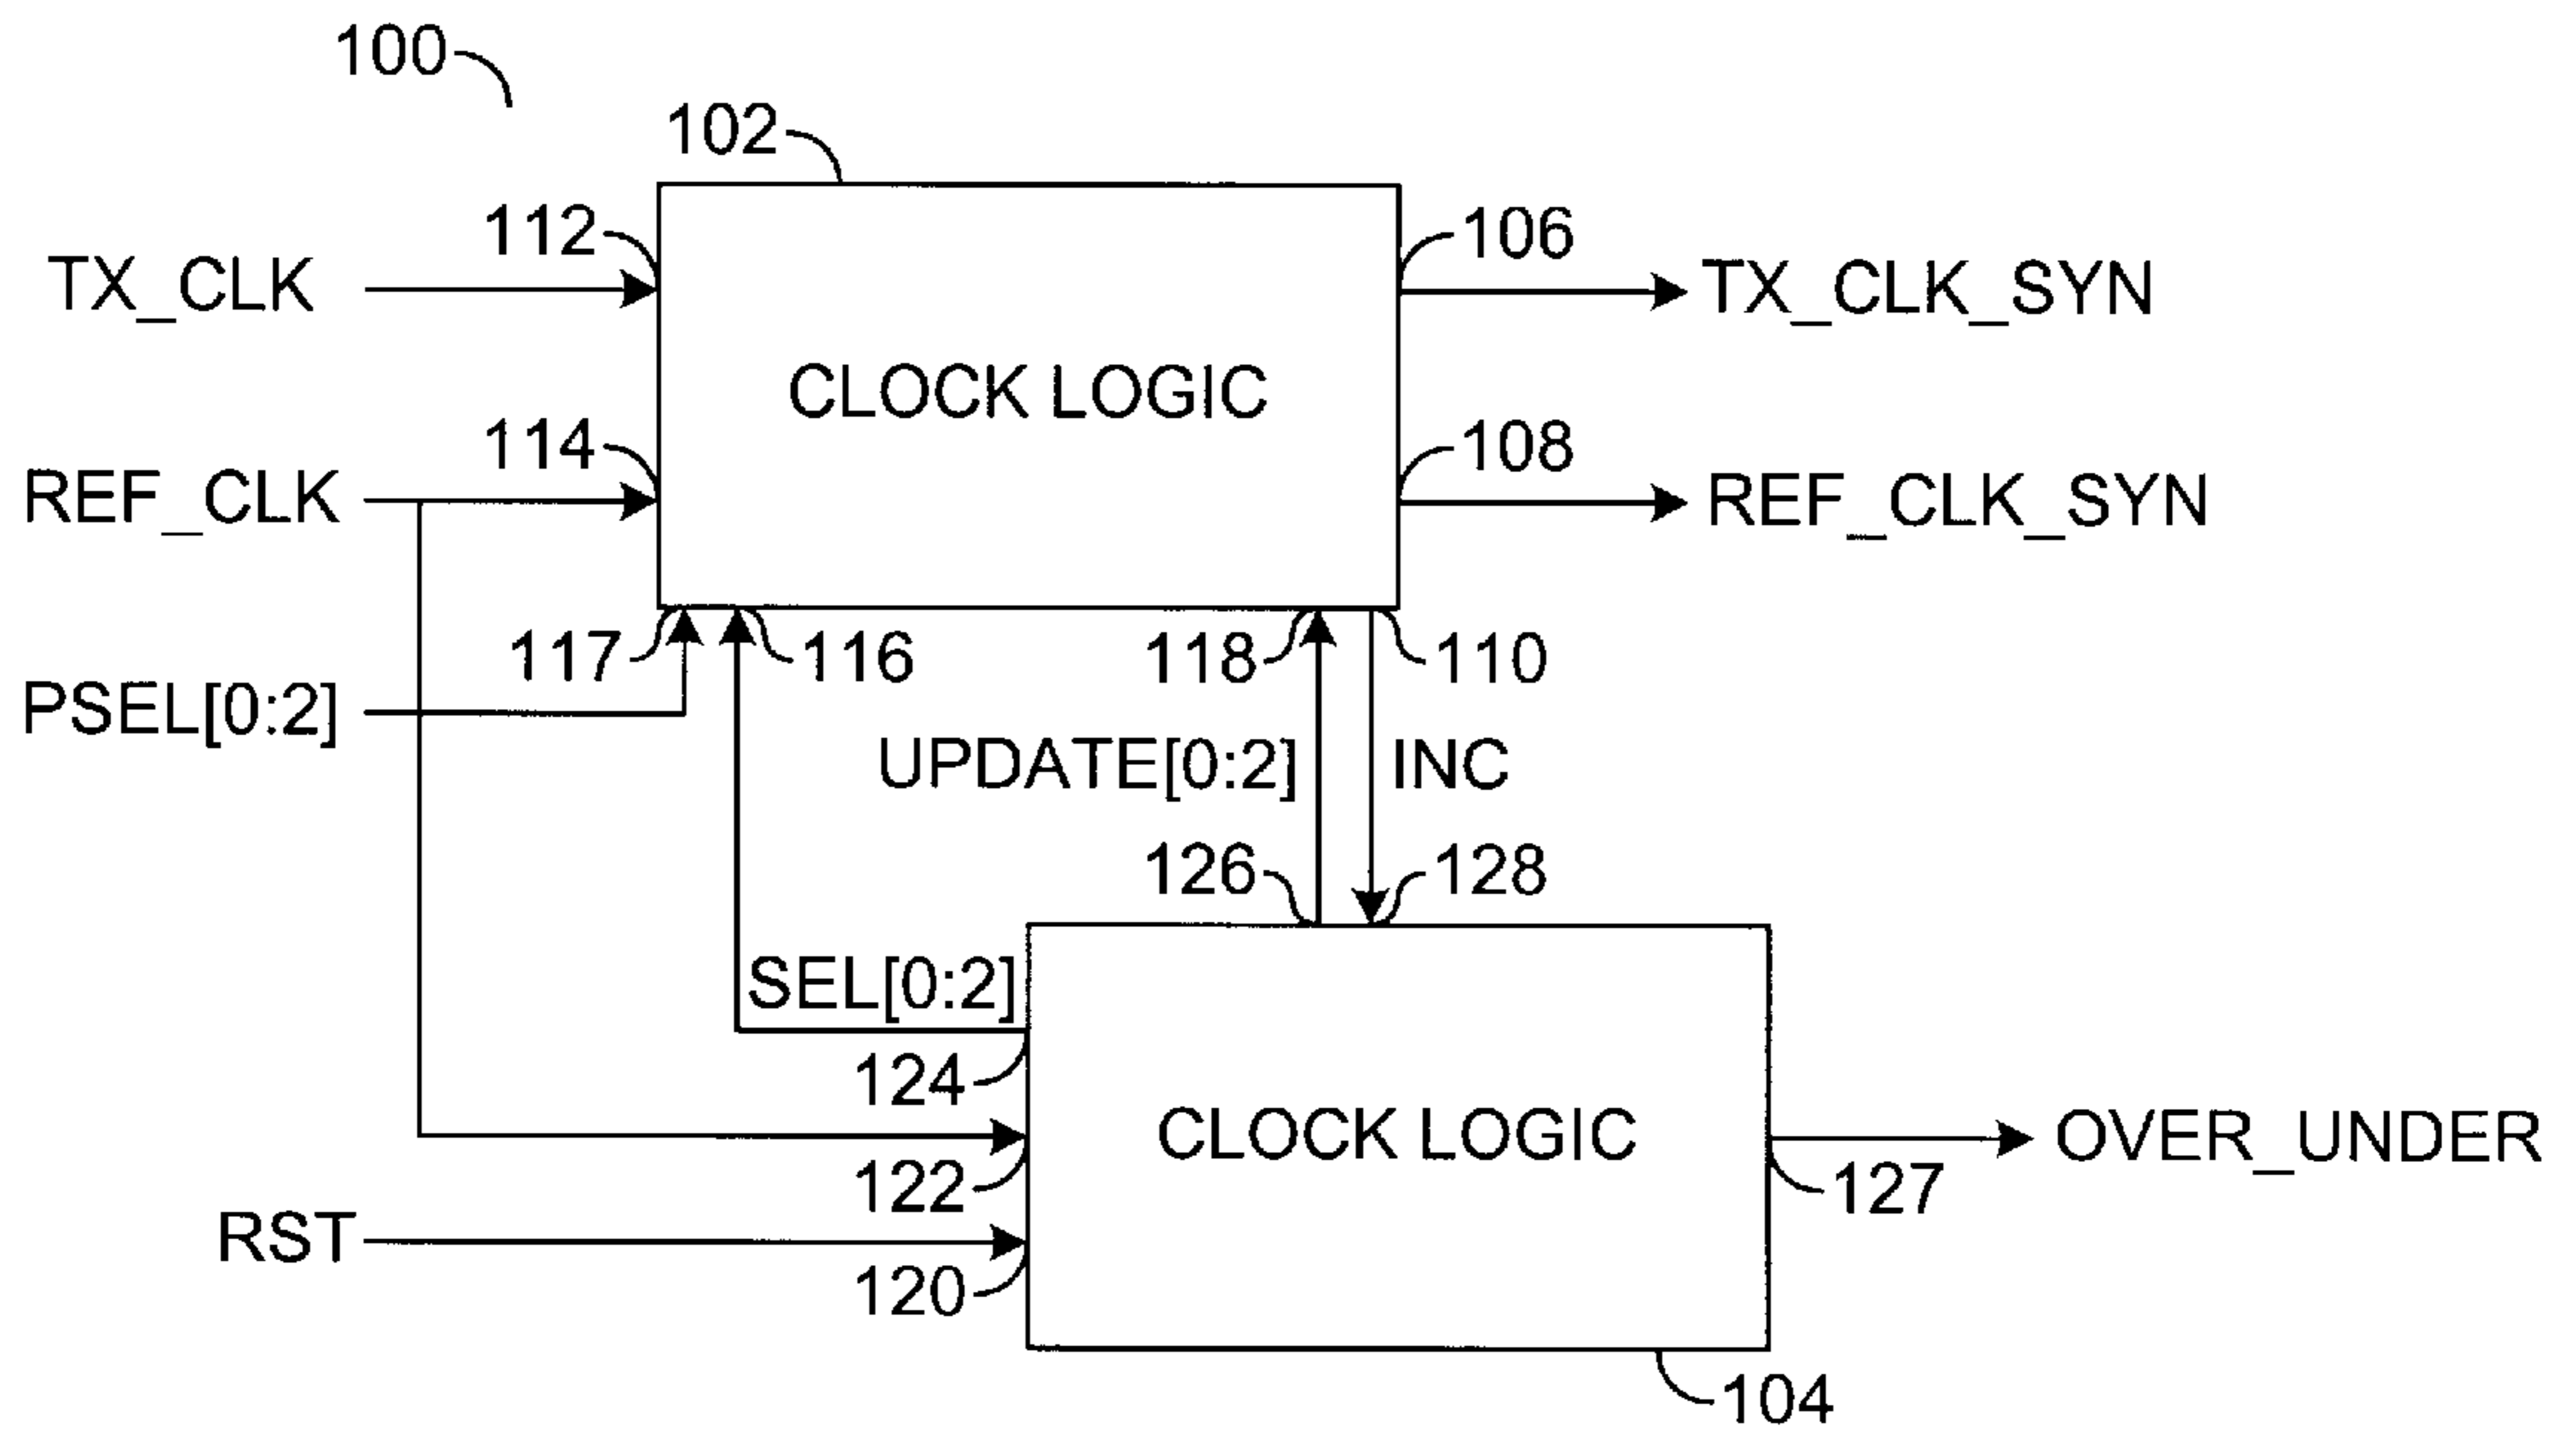 100
102
112
106
TX_CLK
TX_CLK_SYN
CLOCK LOGIC
114
108
REF_CLK
REF_CLK_SYN
117
116
118
110
PSEL[0:2]
UPDATE[0:2]
INC
126
128
SEL[0:2]
124
CLOCK LOGIC
OVER_UNDER
122
127
RST
120
104